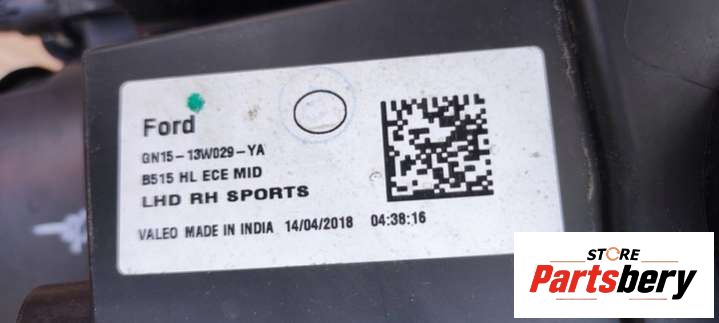 Ford
GN15-13W029-YA
B515 HL ECE MID
LHD RH SPORTS
VALEO MADE IN INDIA 14/04/2018 04:38:16
STORE
Partsbery